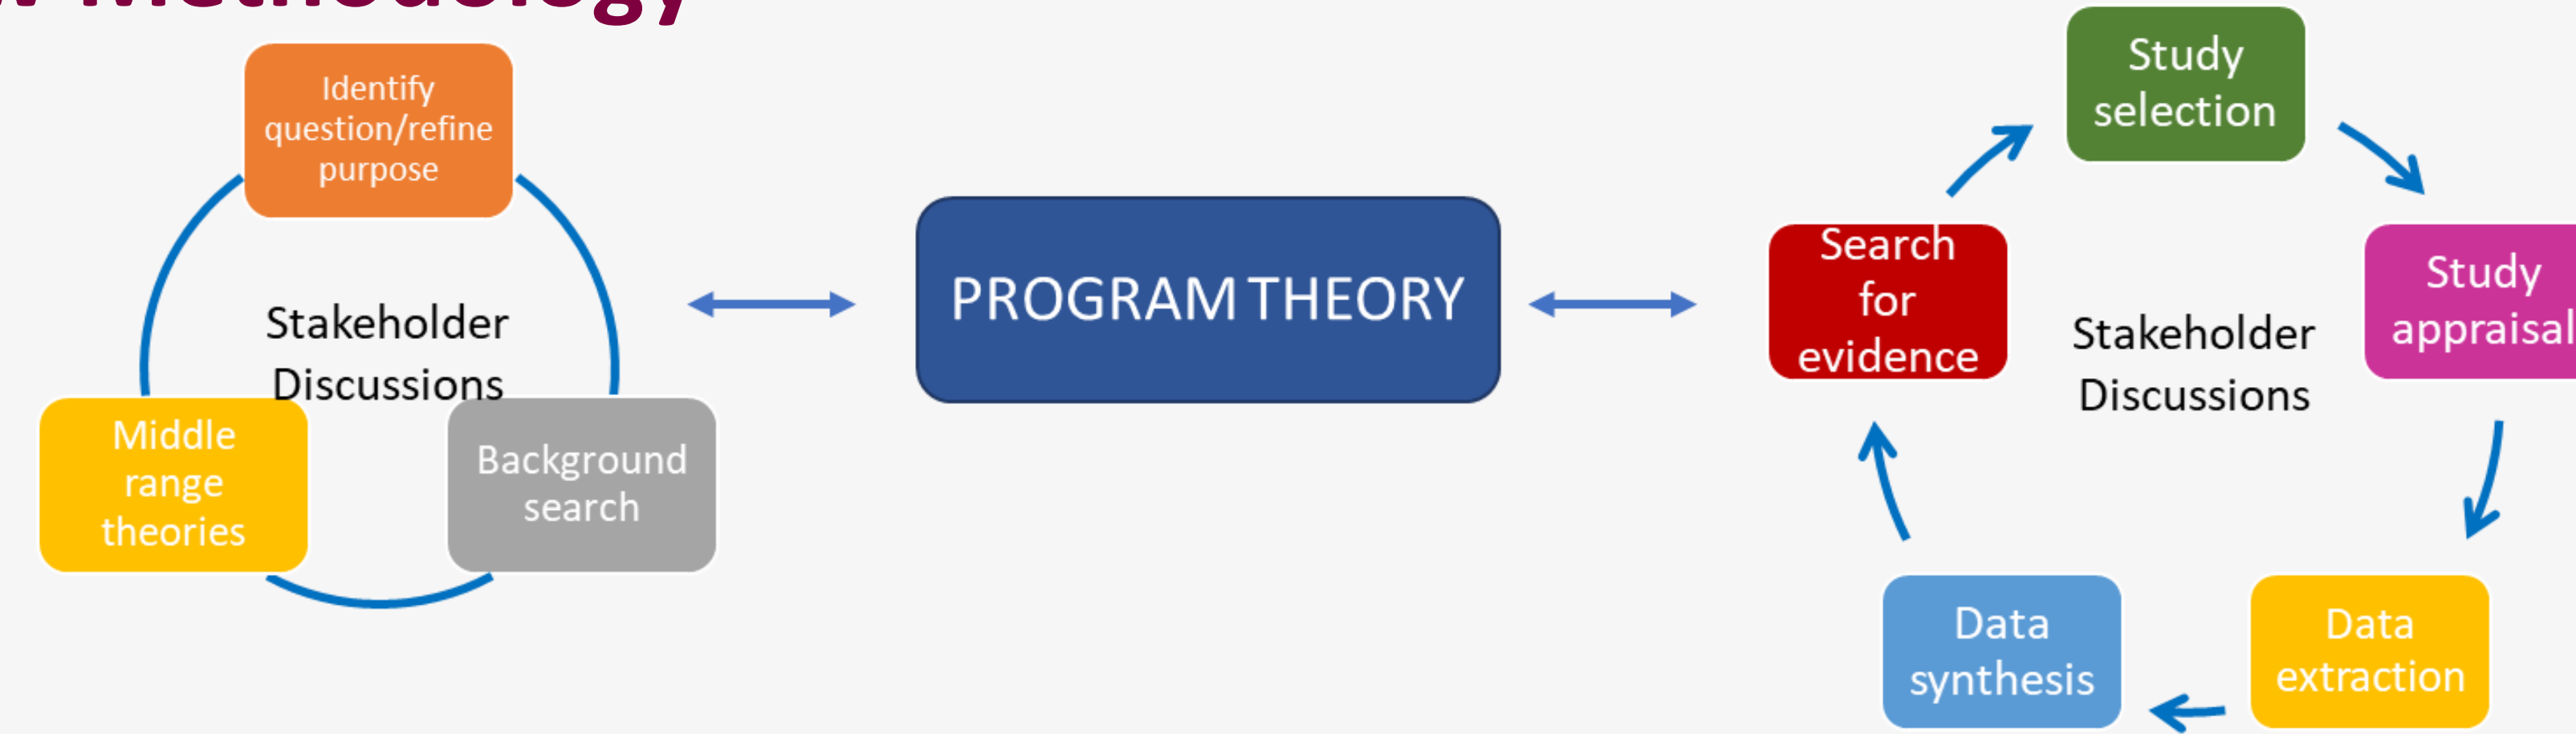 Methodology
Identify
question/refine
purpose
Stakeholder
Discussions
Middle
range
theories
Background
search
PROGRAM THEORY
Study
selection
Search
for
evidence
Study
appraisal
Stakeholder
Discussions
Data
synthesis
Data
extraction